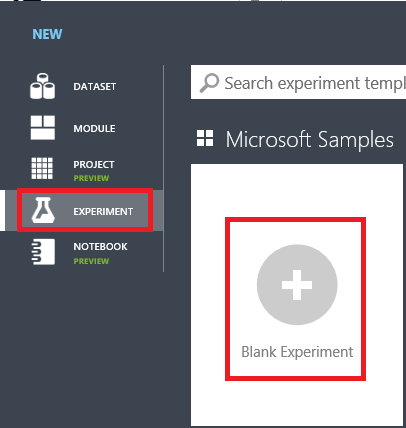 NEW
DATASET
MODULE
PROJECT
PREVIEW
EXPERIMENT
NOTEBOOK
PREVIEW
Search experiment templ
Microsoft Samples
Blank Experiment